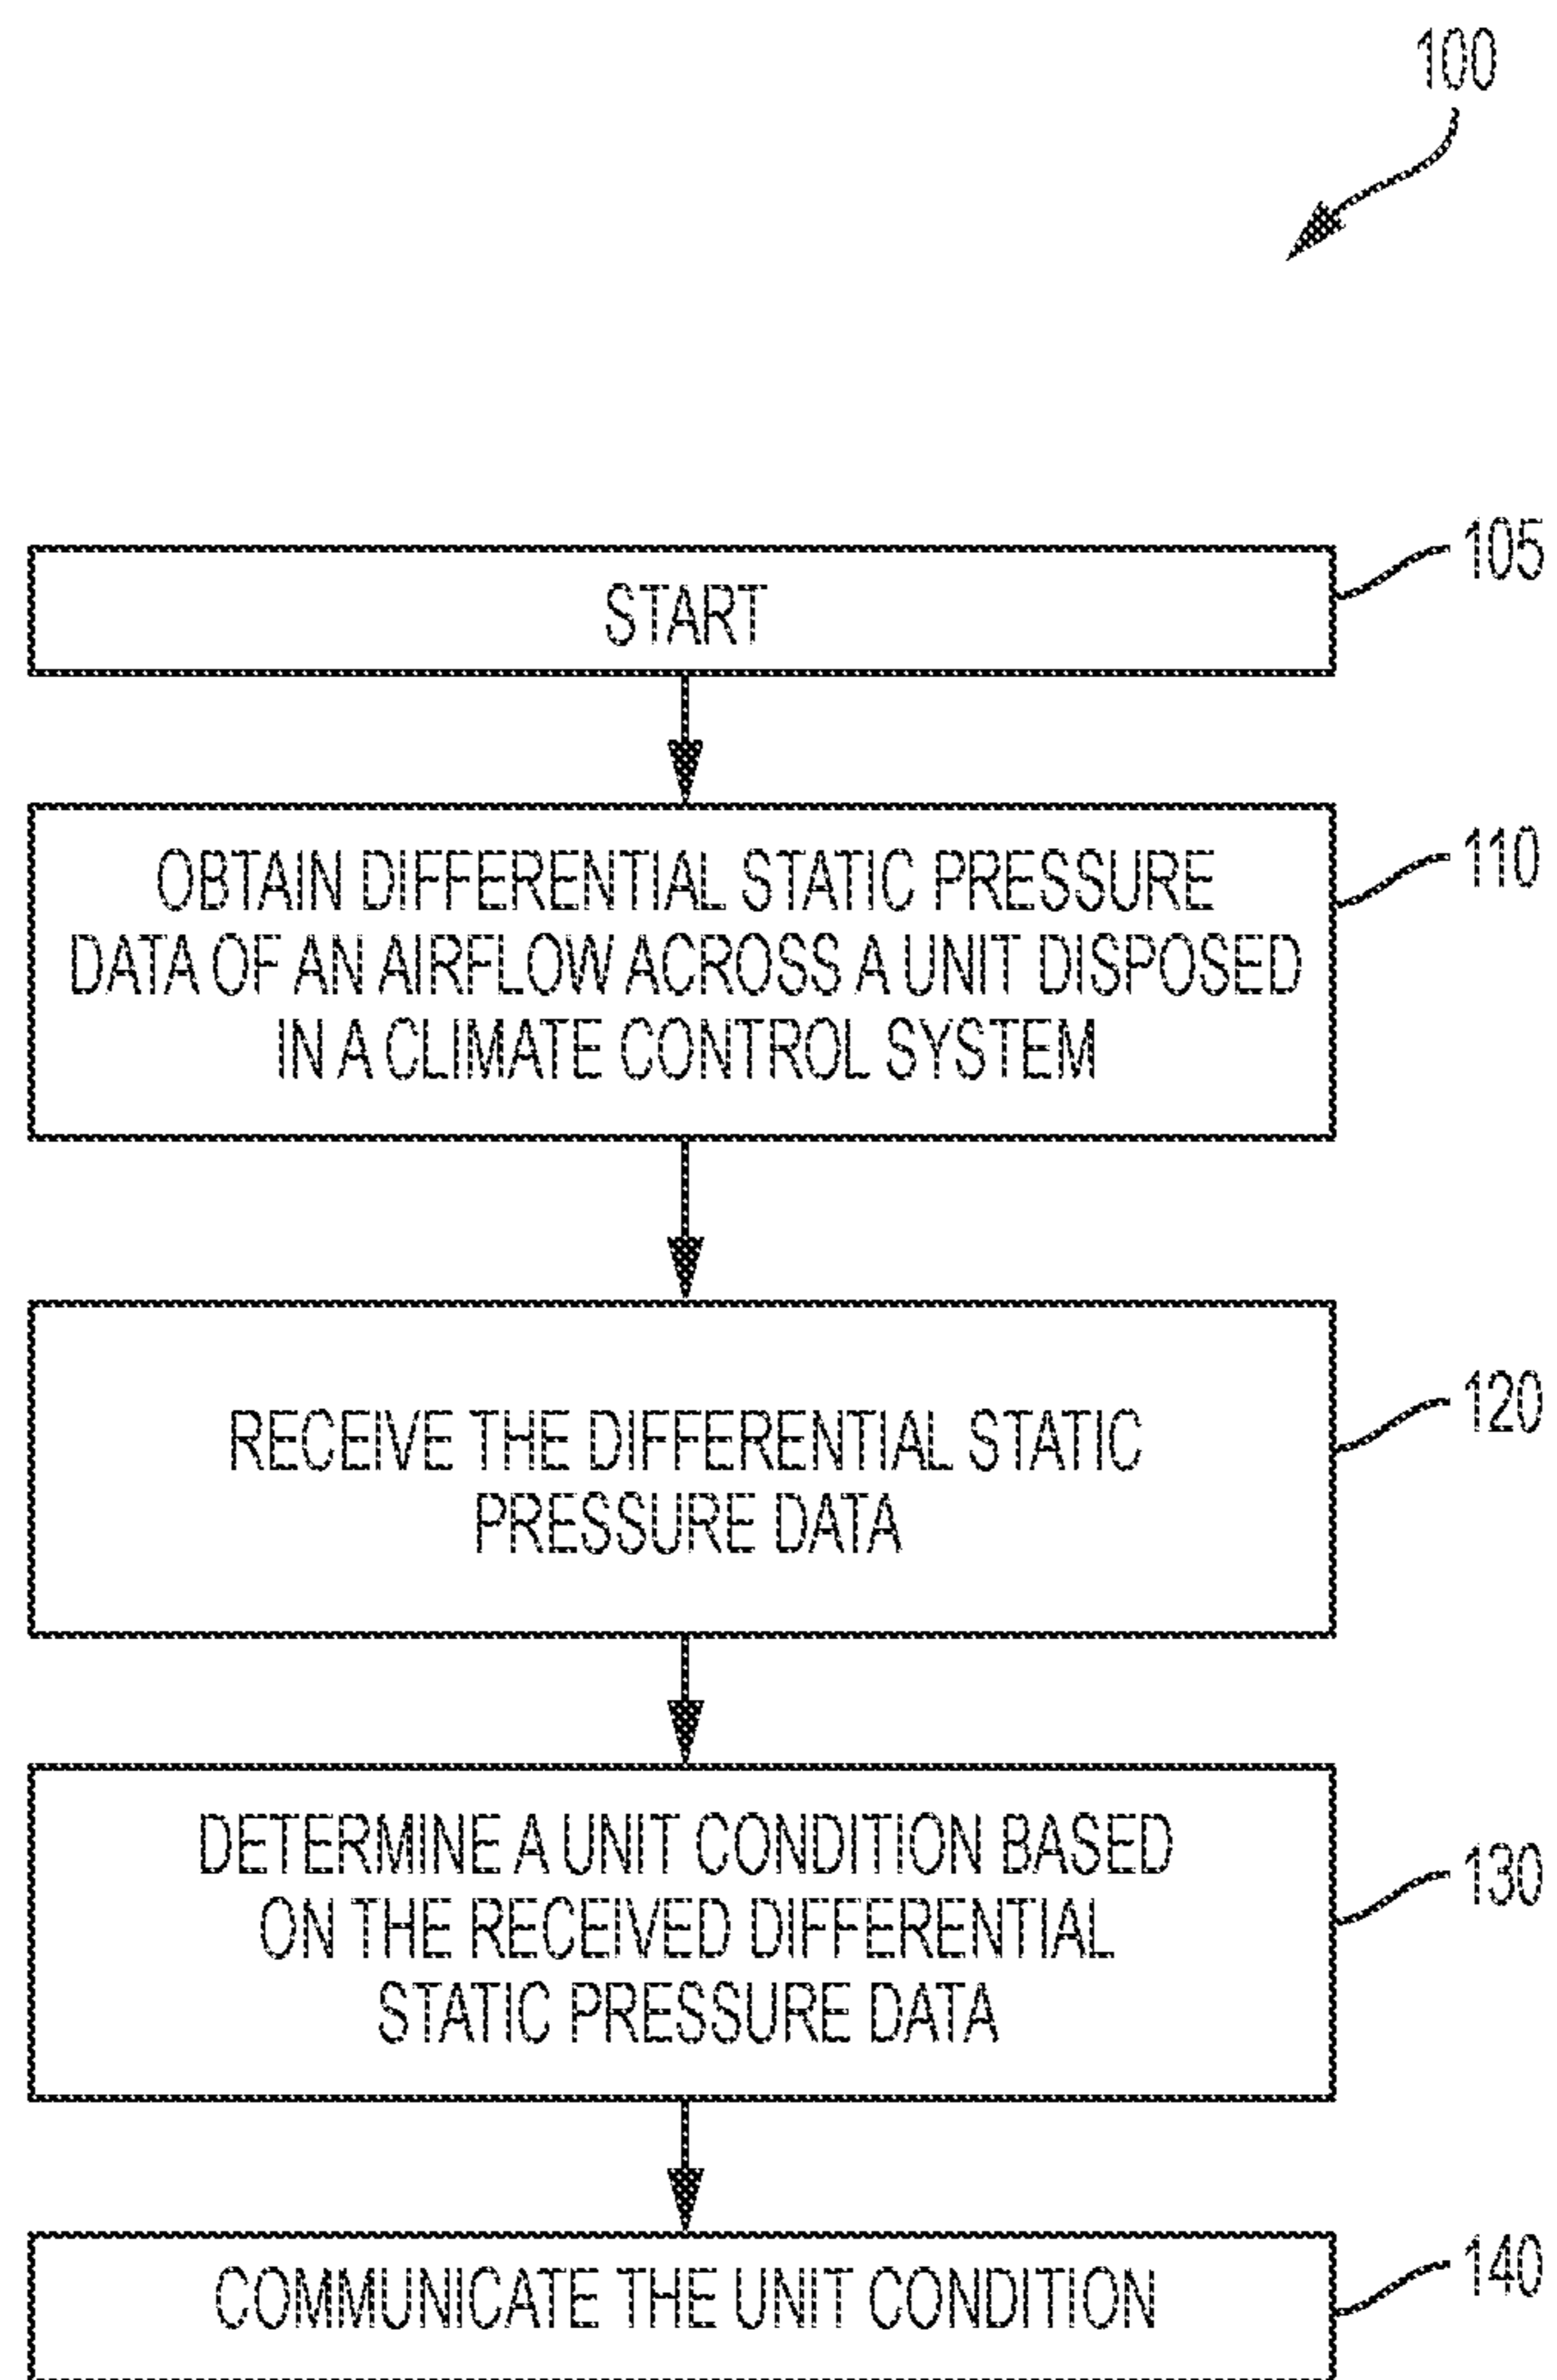 100
START
105
OBTAIN DIFFERENTIAL STATIC PRESSURE
DATA OF AN AIRFLOW ACROSS A UNIT DISPOSED
IN A CLIMATE CONTROL SYSTEM
110
RECEIVE THE DIFFERENTIAL STATIC
PRESSURE DATA
120
DETERMINE A UNIT CONDITION BASED
ON THE RECEIVED DIFFERENTIAL
STATIC PRESSURE DATA
130
COMMUNICATE THE UNIT CONDITION
140